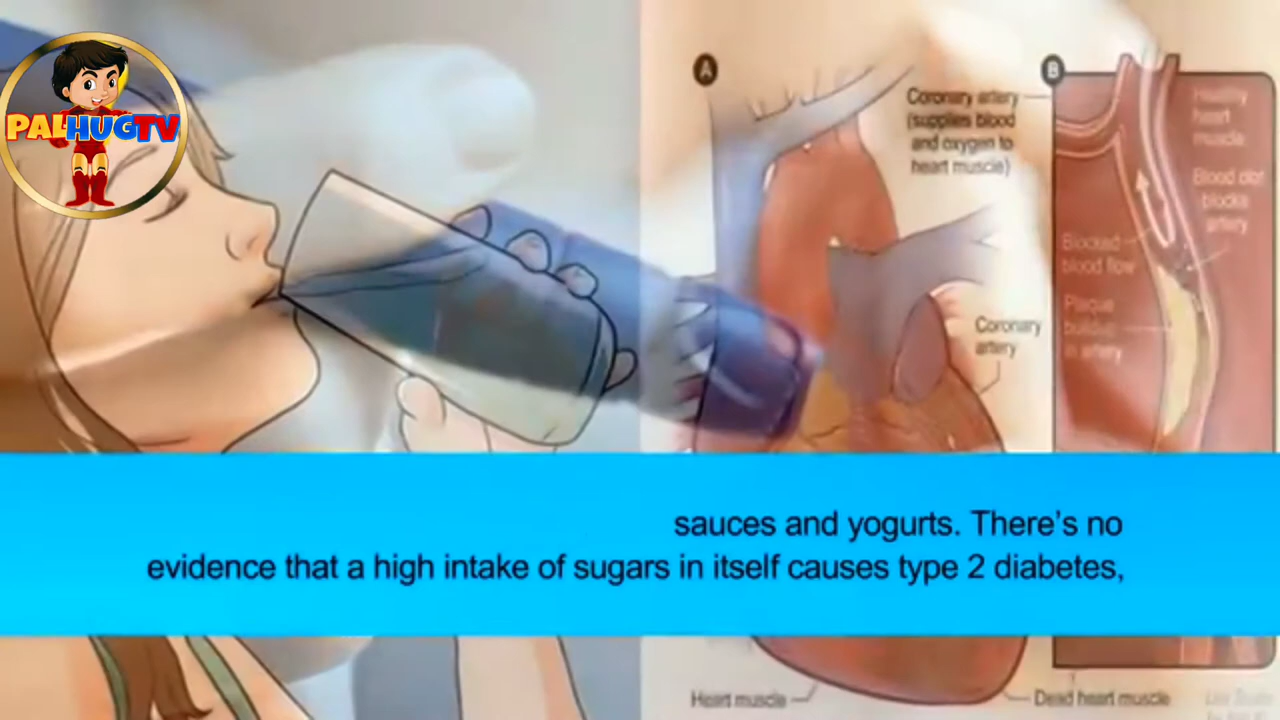 PALHUGTV
A
Coronary artery
(supplies blood
and oxygen to
heart muscle)
Coronary
artery
Heart muscle
B
Healthy
heart
muscle
Blood clot
blocks
artery
Blocked
blood flow
Plaque
buildup
in artery
Dead heart muscle
sauces and yogurts. There's no
evidence that a high intake of sugars in itself causes type 2 diabetes,